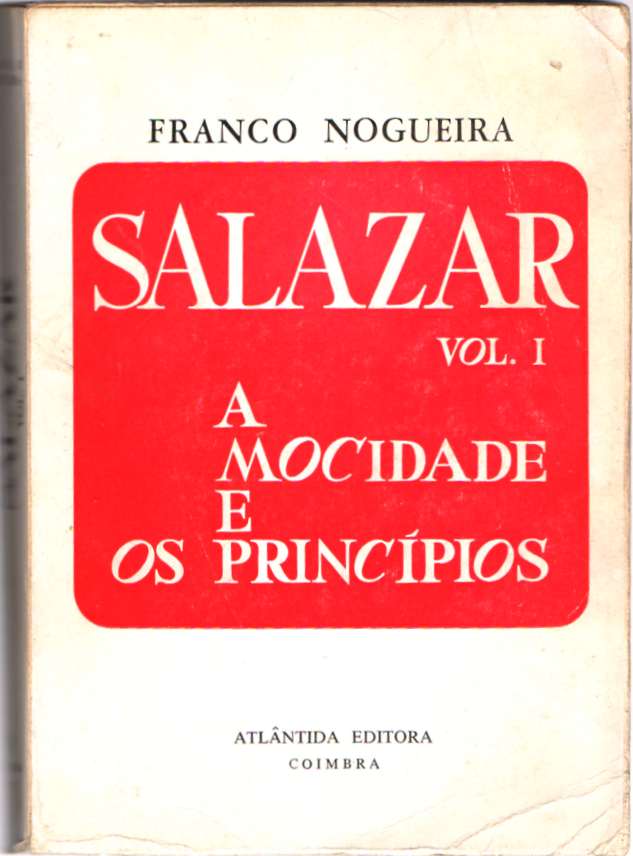 FRANCO NOGUEIRA
SALAZAR
VOL. I
A
MOCIDADE
E
OS PRINCÍPIOS
ATLÂNTIDA EDITORA
COIMBRA